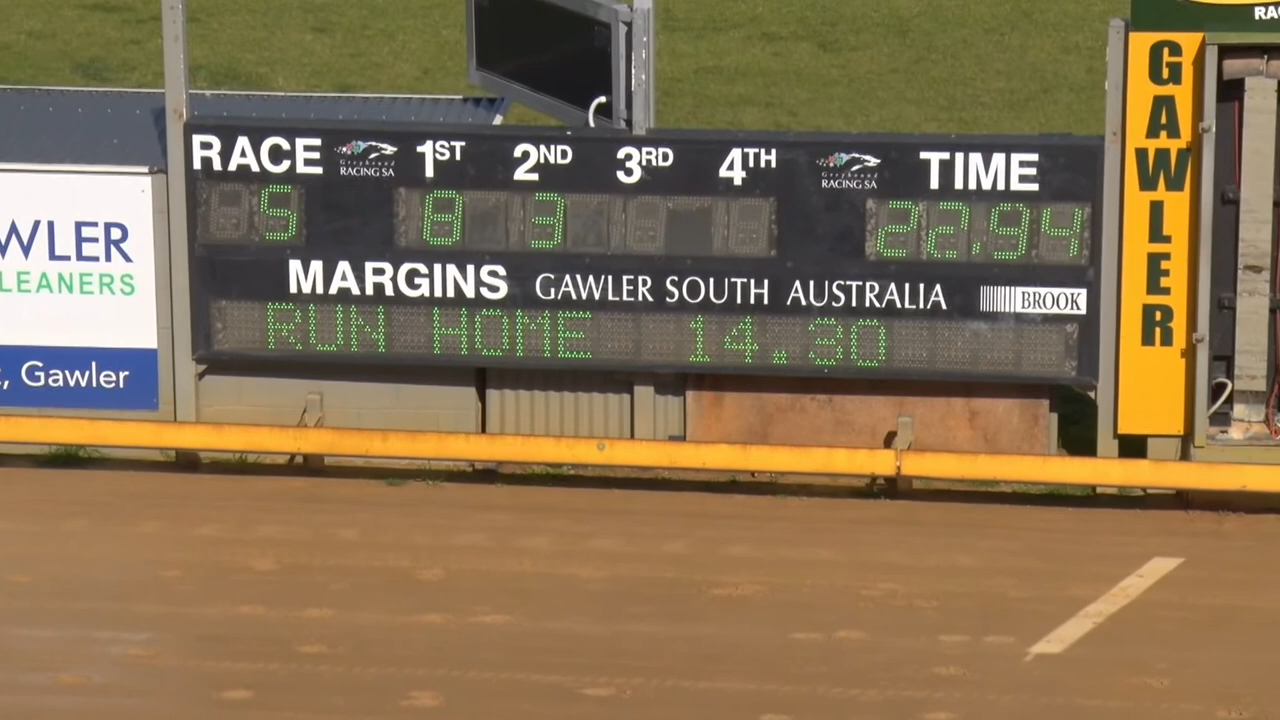 RAC
GAWLER
RACE 1ST 2ND 3RD 4TH TIME
Greyhound RACING SA
Greyhound RACING SA
5 8 3 22.94
MARGINS GAWLER SOUTH AUSTRALIA BROOK
RUN HOME 14.30
WLER
LEANERS
, Gawler